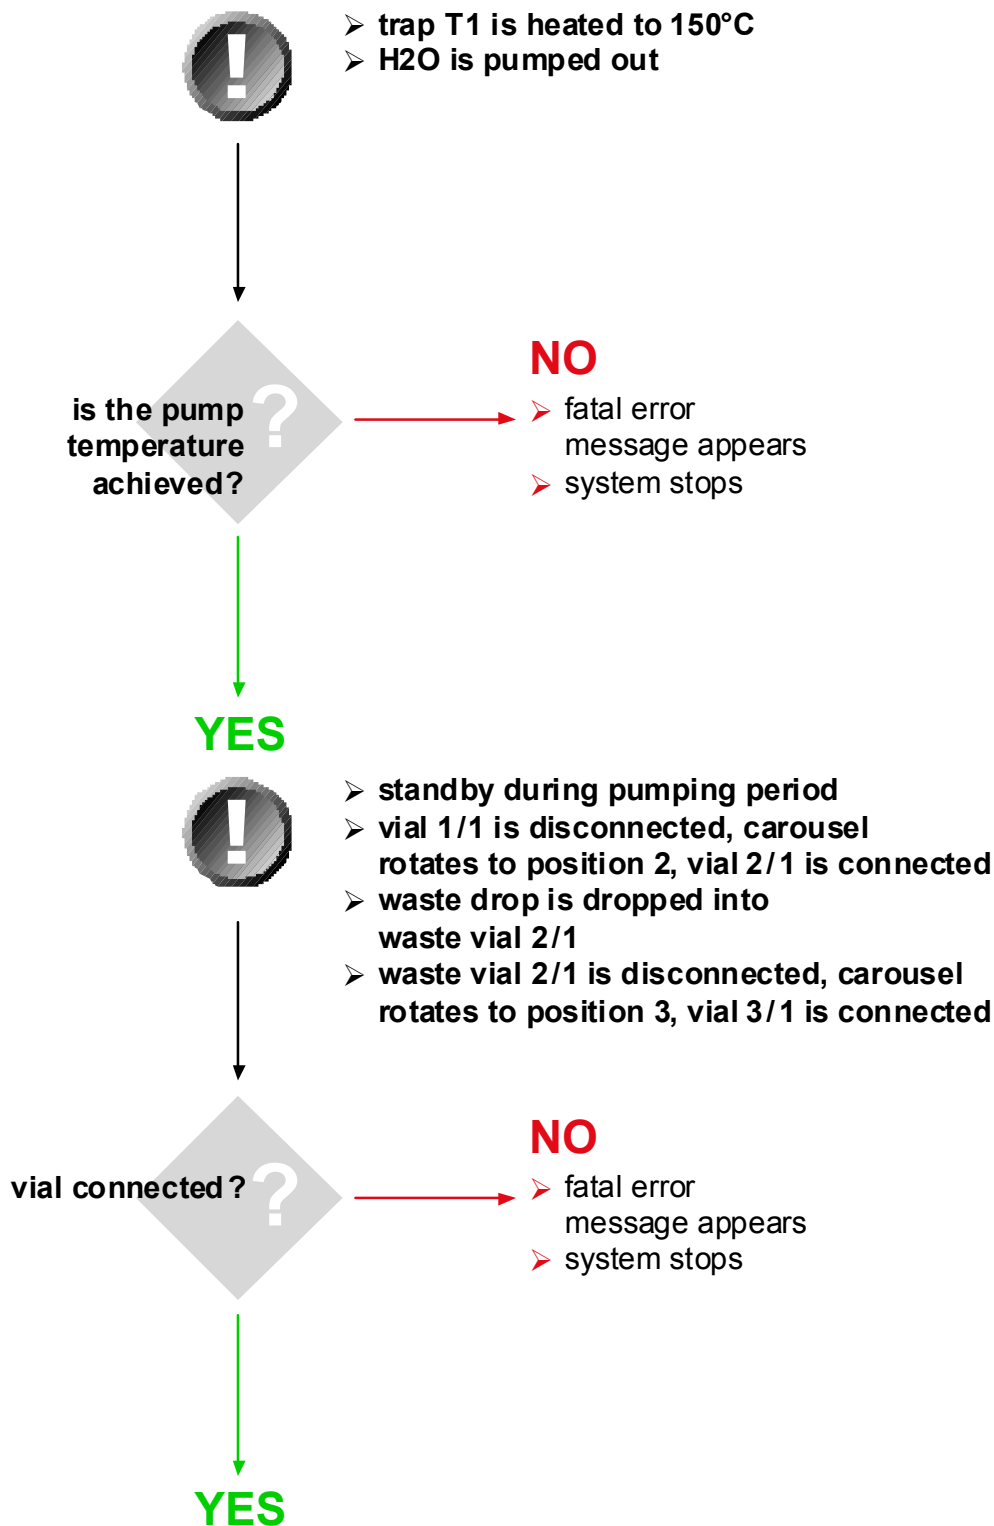 !
➢ trap T1 is heated to 150°C
➢ H2O is pumped out
is the pump
temperature
achieved?
?
NO
➢ fatal error
message appears
➢ system stops
YES
!
➢ standby during pumping period
➢ vial 1/1 is disconnected, carousel
rotates to position 2, vial 2/1 is connected
➢ waste drop is dropped into
waste vial 2/1
➢ waste vial 2/1 is disconnected, carousel
rotates to position 3, vial 3/1 is connected
vial connected?
?
NO
➢ fatal error
message appears
➢ system stops
YES